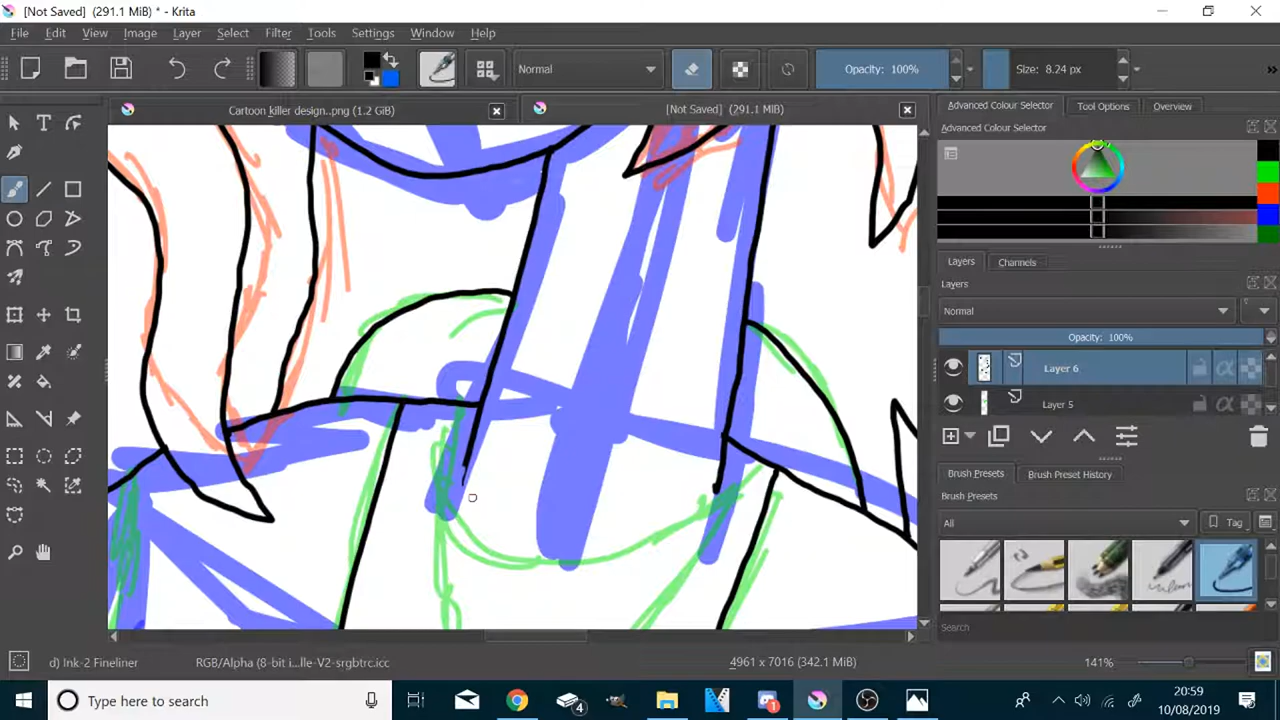 [Not Saved] (291.1 MiB) * - Krita
File Edit View Image Layer Select Filter Tools Settings Window Help
Normal
Opacity: 100%
Size: 8.24 px
»
Cartoon killer design..png (1.2 GiB)
[Not Saved] (291.1 MiB)
Advanced Colour Selector
Tool Options
Overview
Advanced Colour Selector
Layers
Channels
Layers
Normal
Opacity: 100%
Layer 6
Layer 5
Brush Presets
Brush Preset History
Brush Presets
All
Tag
Search
d) Ink-2 Fineliner
RGB/Alpha (8-bit i...lle-V2-srgbtrc.icc
4961 x 7016 (342.1 MiB)
141%
Type here to search
4
1
20:59
10/08/2019